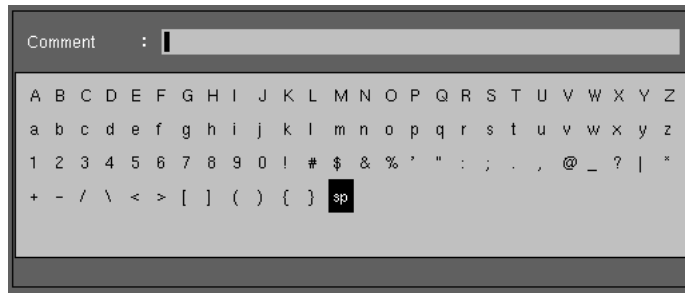 Comment :
A B C D E F G H I J K L M N O P Q R S T U V W X Y Z
a b c d e f g h i j k l m n o p q r s t u v w x y z
1 2 3 4 5 6 7 8 9 0 ! # $ & % ' " : ; . , @ _ ? | *
+ - / \ < > [ ] ( ) { } sp